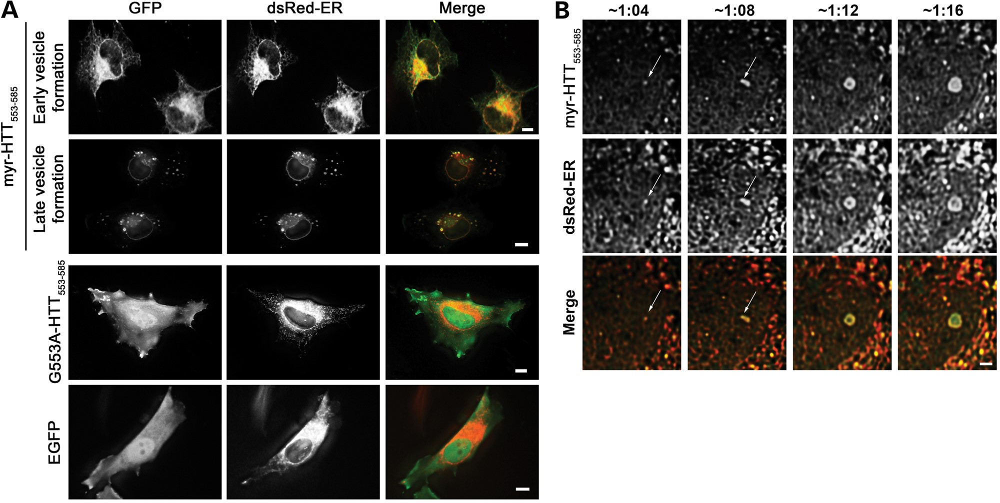 A
GFP
dsRed-ER
Merge
myr-HTT553-585
Early vesicle
formation
Late vesicle
formation
G553A-HTT553-585
EGFP
B
~1:04
~1:08
~1:12
~1:16
myr-HTT553-585
dsRed-ER
Merge